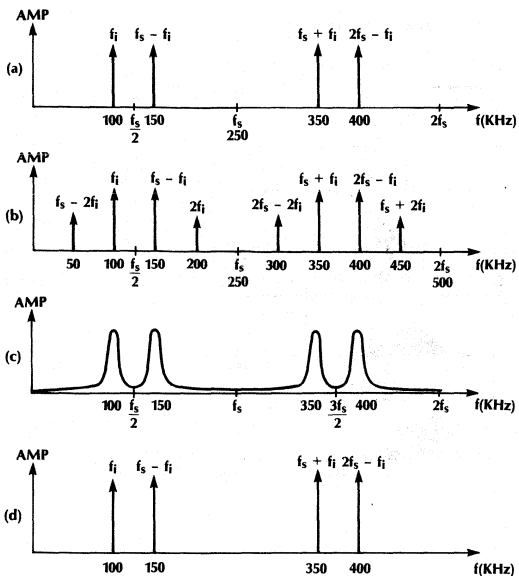 AMP
fi fs – fi fs + fi 2fs – fi
(a)
100 fs/2 150 fs 250 350 400 2fs f(KHz)
AMP
fs – 2fi fi fs – fi 2fi 2fs – 2fi fs + fi 2fs – fi fs + 2fi
(b)
50 100 fs/2 150 200 fs 250 300 350 400 450 2fs 500 f(KHz)
AMP
(c)
100 fs/2 150 fs 350 3fs/2 400 2fs f(KHz)
AMP
fi fs – fi fs + fi 2fs – fi
(d)
100 150 350 400 f(KHz)